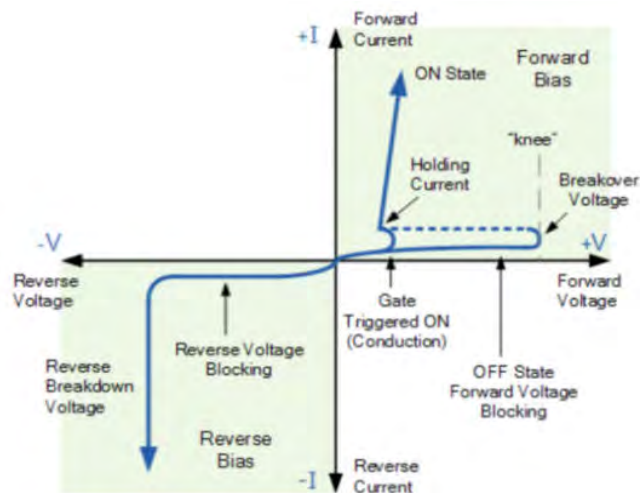 +I
Forward
Current
Forward
Bias
ON State
"knee"
Holding
Current
Breakover
Voltage
-V
+V
Reverse
Voltage
Forward
Voltage
Gate
Triggered ON
(Conduction)
Reverse Voltage
Blocking
Reverse
Breakdown
Voltage
OFF State
Forward Voltage
Blocking
Reverse
Bias
-I
Reverse
Current